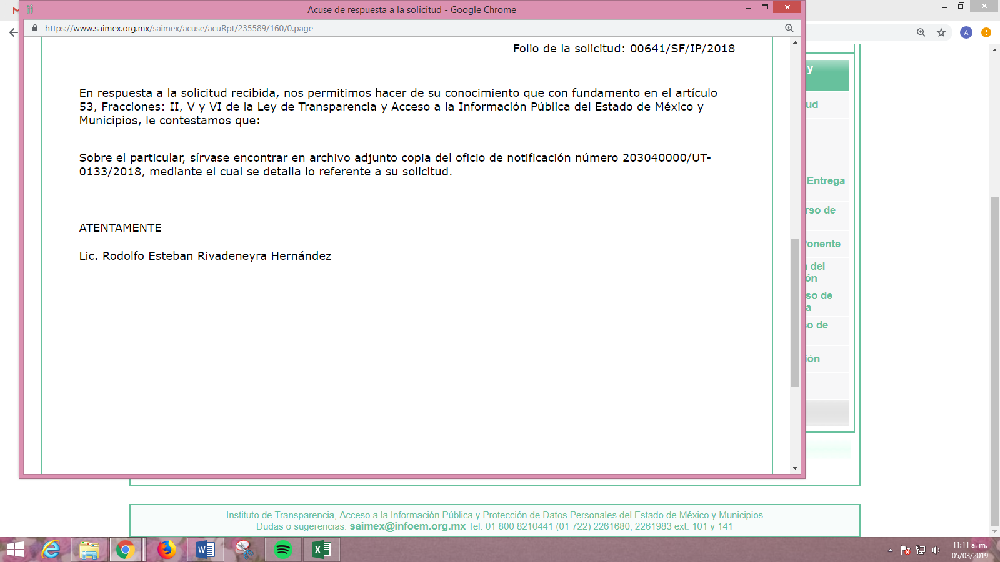 Acuse de respuesta a la solicitud - Google Chrome
https://www.saimex.org.mx/saimex/acuse/acuRpt/235589/160/0.page
A
Folio de la solicitud: 00641/SF/IP/2018
En respuesta a la solicitud recibida, nos permitimos hacer de su conocimiento que con fundamento en el artículo
53, Fracciones: II, V y VI de la Ley de Transparencia y Acceso a la Información Pública del Estado de México y
Municipios, le contestamos que:
Sobre el particular, sírvase encontrar en archivo adjunto copia del oficio de notificación número 203040000/UT-
0133/2018, mediante el cual se detalla lo referente a su solicitud.
ATENTAMENTE
Lic. Rodolfo Esteban Rivadeneyra Hernández
y
ud
Entrega
rso de
Ponente
del
ón
so de
a
o de
ión
Instituto de Transparencia, Acceso a la Información Pública y Protección de Datos Personales del Estado de México y Municipios
Dudas o sugerencias: saimex@infoem.org.mx Tel. 01 800 8210441 (01 722) 2261680, 2261983 ext. 101 y 141
11:11 a. m.
05/03/2019